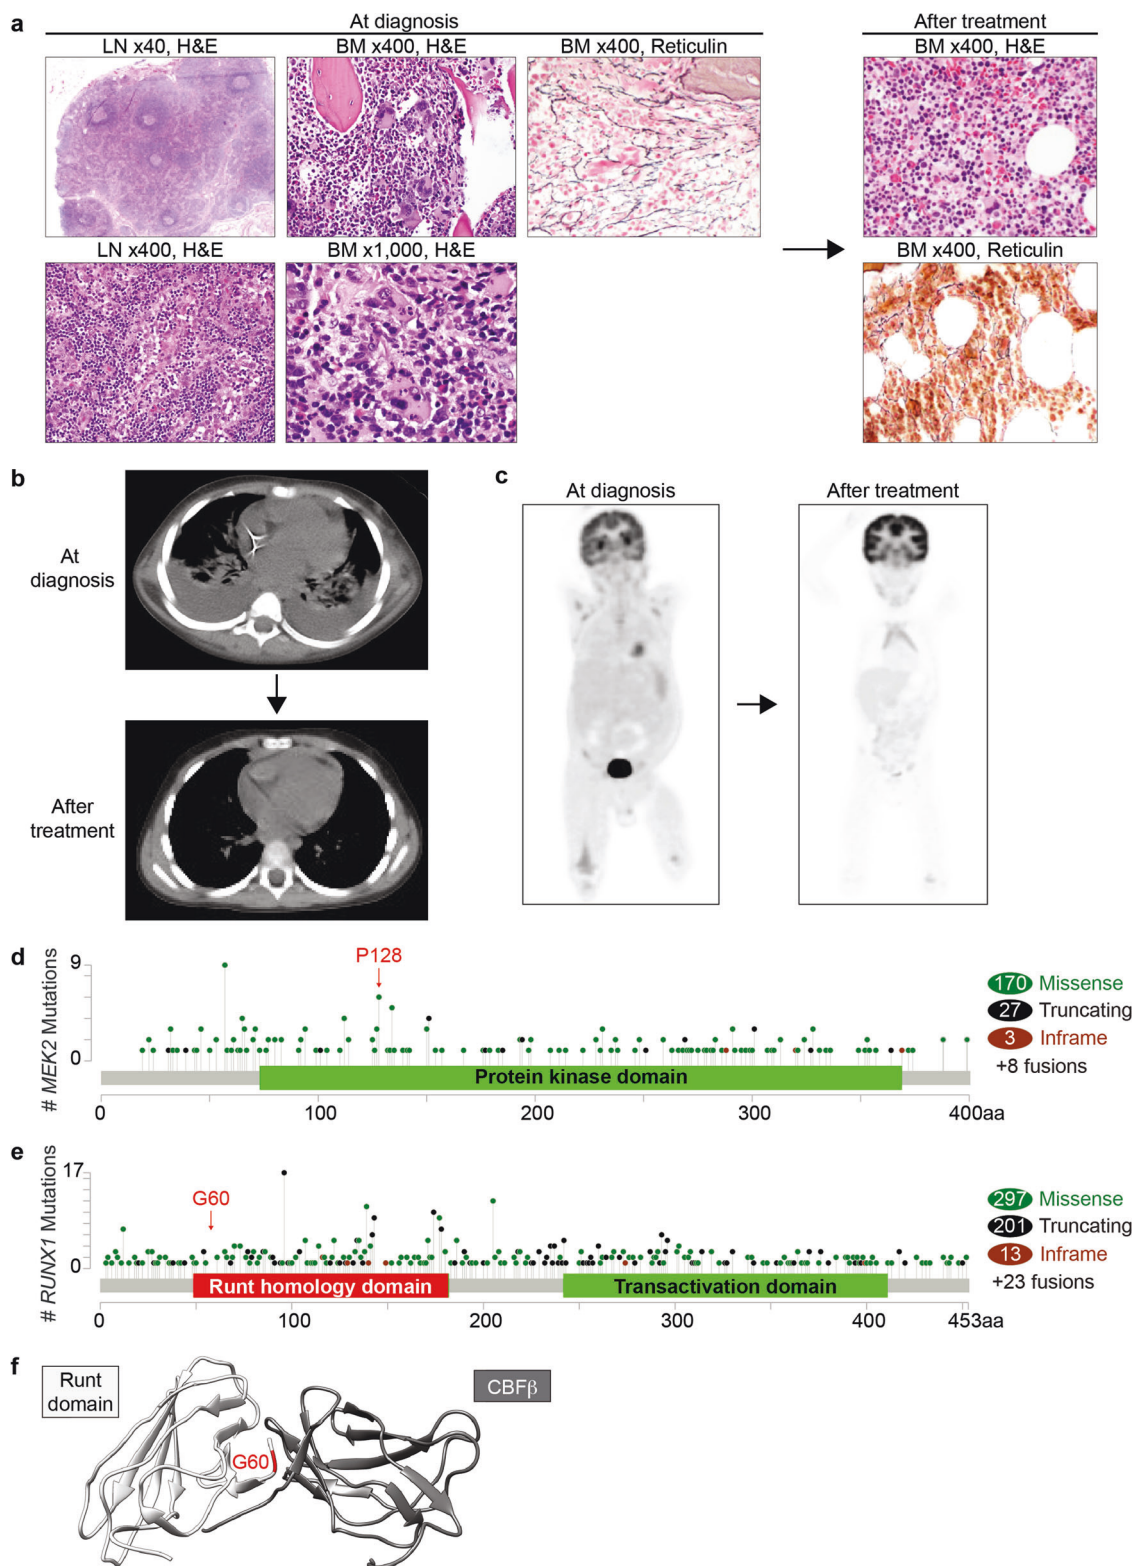 a
At diagnosis
After treatment
LN x40, H&E
BM x400, H&E
BM x400, Reticulin
BM x400, H&E
LN x400, H&E
BM x1,000, H&E
BM x400, Reticulin
b
At
diagnosis
After
treatment
c
At diagnosis
After treatment
d
# MEK2 Mutations
9
0
P128
Protein kinase domain
0
100
200
300
400aa
170 Missense
27 Truncating
3 Inframe
+8 fusions
e
# RUNX1 Mutations
17
0
G60
Runt homology domain
Transactivation domain
0
100
200
300
400
453aa
297 Missense
201 Truncating
13 Inframe
+23 fusions
f
Runt
domain
G60
CBFβ